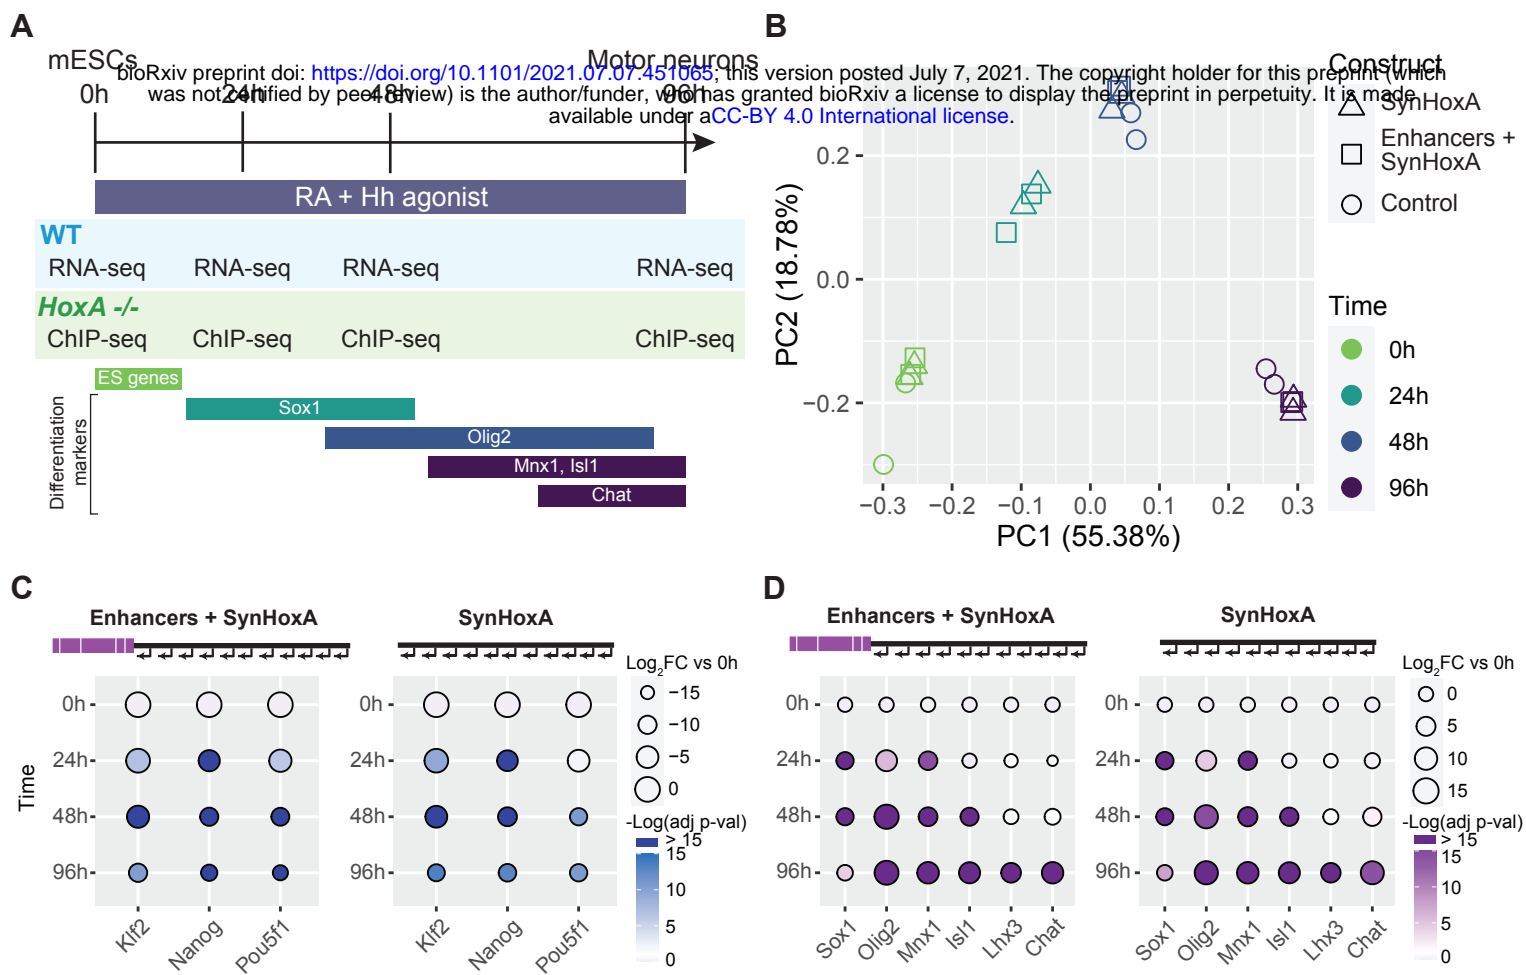 A
B
mESCs
Motor neurons
bioRxiv preprint doi: https://doi.org/10.1101/2021.07.07.451065; this version posted July 7, 2021. The copyright holder for this preprint (which
was not certified by peer review) is the author/funder, who has granted bioRxiv a license to display the preprint in perpetuity. It is made
available under aCC-BY 4.0 International license.
0h 24h 48h 96h
RA + Hh agonist
WT
RNA-seq RNA-seq RNA-seq RNA-seq
HoxA -/-
ChIP-seq ChIP-seq ChIP-seq ChIP-seq
ES genes
Sox1
Olig2
Mnx1, Isl1
Chat
Differentiation
markers
PC2 (18.78%)
0.2
0.0
−0.2
−0.3 −0.2 −0.1 0.0 0.1 0.2 0.3
PC1 (55.38%)
Construct
SynHoxA
Enhancers +
SynHoxA
Control
Time
0h
24h
48h
96h
C
Enhancers + SynHoxA
SynHoxA
Time
0h
24h
48h
96h
Klf2 Nanog Pou5f1
0h
24h
48h
96h
Klf2 Nanog Pou5f1
Log2FC vs 0h
−15
−10
−5
0
-Log(adj p-val)
> 15
15
10
5
0
D
Enhancers + SynHoxA
SynHoxA
0h
24h
48h
96h
Sox1 Olig2 Mnx1 Isl1 Lhx3 Chat
0h
24h
48h
96h
Sox1 Olig2 Mnx1 Isl1 Lhx3 Chat
Log2FC vs 0h
0
5
10
15
-Log(adj p-val)
> 15
15
10
5
0